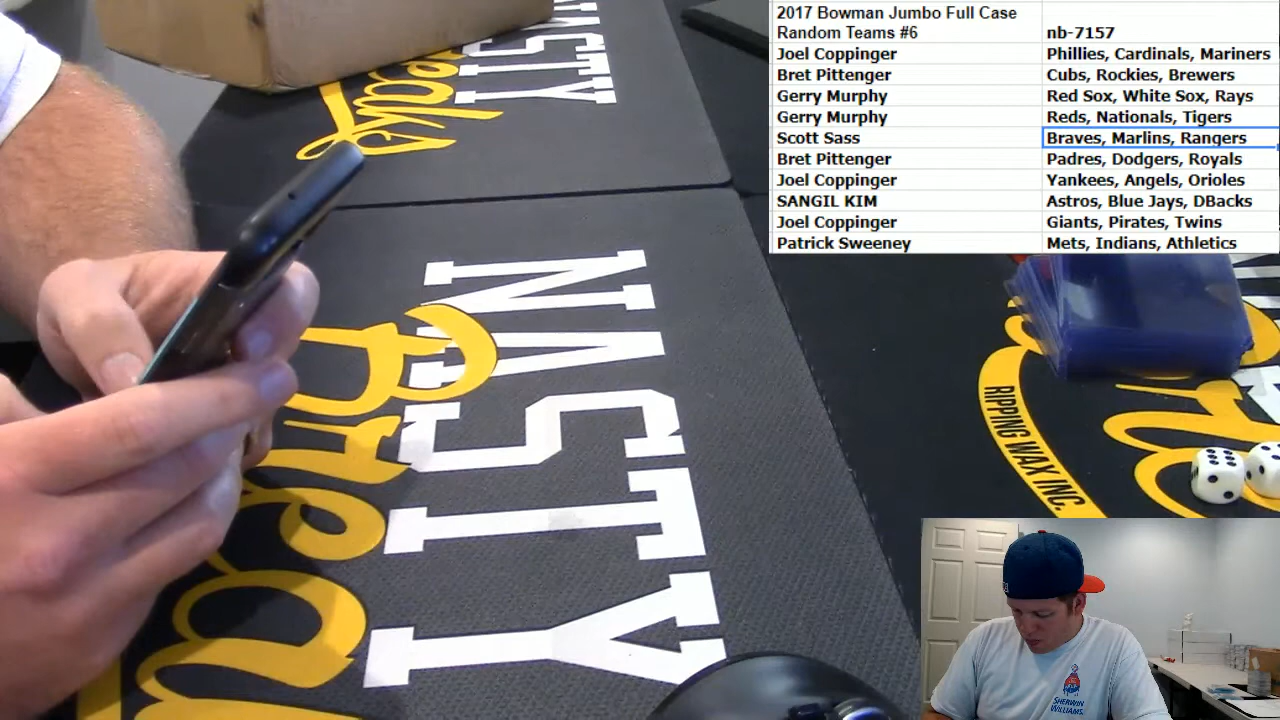 2017 Bowman Jumbo Full Case
Random Teams #6 nb-7157
Joel Coppinger Phillies, Cardinals, Mariners
Bret Pittenger Cubs, Rockies, Brewers
Gerry Murphy Red Sox, White Sox, Rays
Gerry Murphy Reds, Nationals, Tigers
Scott Sass Braves, Marlins, Rangers
Bret Pittenger Padres, Dodgers, Royals
Joel Coppinger Yankees, Angels, Orioles
SANGIL KIM Astros, Blue Jays, DBacks
Joel Coppinger Giants, Pirates, Twins
Patrick Sweeney Mets, Indians, Athletics
NASTY
Breaks
RIPPING WAX INC.
SHERWIN
WILLIAMS.